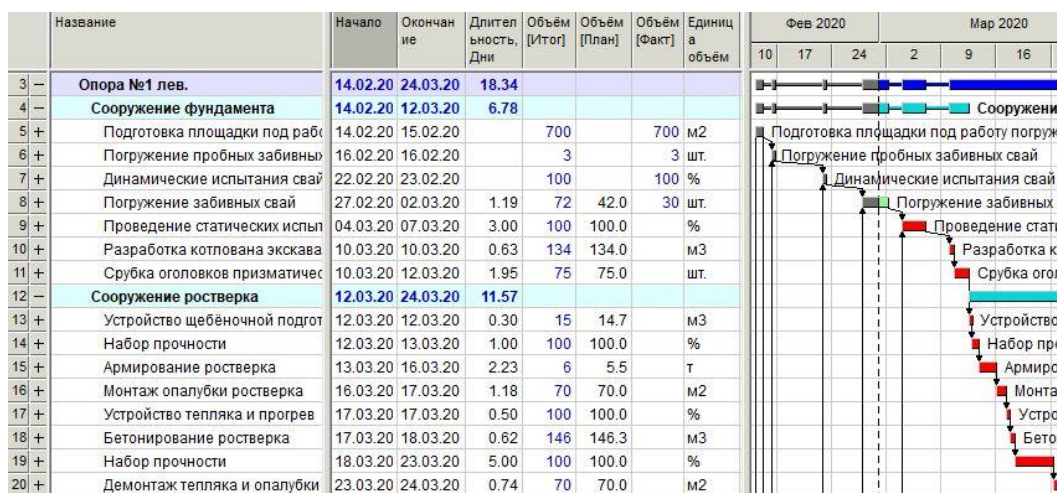 Название Начало Окончан ие Длител ьность, Дни Объём [Итог] Объём [План] Объём [Факт] Единиц а объём Фев 2020 Мар 2020
10 17 24 2 9 16
3 Опора №1 лев. 14.02.20 24.03.20 18.34
4 Сооружение фундамента 14.02.20 12.03.20 6.78 Сооружени
5 Подготовка площадки под рабо 14.02.20 15.02.20 700 700 м2 Подготовка площадки под работу погруж
6 Погружение пробных забивных 16.02.20 16.02.20 3 3 шт. Погружение пробных забивных свай
7 Динамические испытания свай 22.02.20 23.02.20 100 100 % Динамические испытания свай
8 Погружение забивных свай 27.02.20 02.03.20 1.19 72 42.0 30 шт. Погружение забивных
9 Проведение статических испыт 04.03.20 07.03.20 3.00 100 100.0 % Проведение стати
10 Разработка котлована экскава 10.03.20 10.03.20 0.63 134 134.0 м3 Разработка к
11 Срубка оголовков призматичес 10.03.20 12.03.20 1.95 75 75.0 шт. Срубка огол
12 Сооружение ростверка 12.03.20 24.03.20 11.57
13 Устройство щебёночной подгот 12.03.20 12.03.20 0.30 15 14.7 м3 Устройство
14 Набор прочности 12.03.20 13.03.20 1.00 100 100.0 % Набор про
15 Армирование ростверка 13.03.20 16.03.20 2.23 6 5.5 т Армиро
16 Монтаж опалубки ростверка 16.03.20 17.03.20 1.18 70 70.0 м2 Монта
17 Устройство тепляка и прогрев 17.03.20 17.03.20 0.50 100 100.0 % Устро
18 Бетонирование ростверка 17.03.20 18.03.20 0.62 146 146.3 м3 Бето
19 Набор прочности 18.03.20 23.03.20 5.00 100 100.0 %
20 Демонтаж тепляка и опалубки 23.03.20 24.03.20 0.74 70 70.0 м2